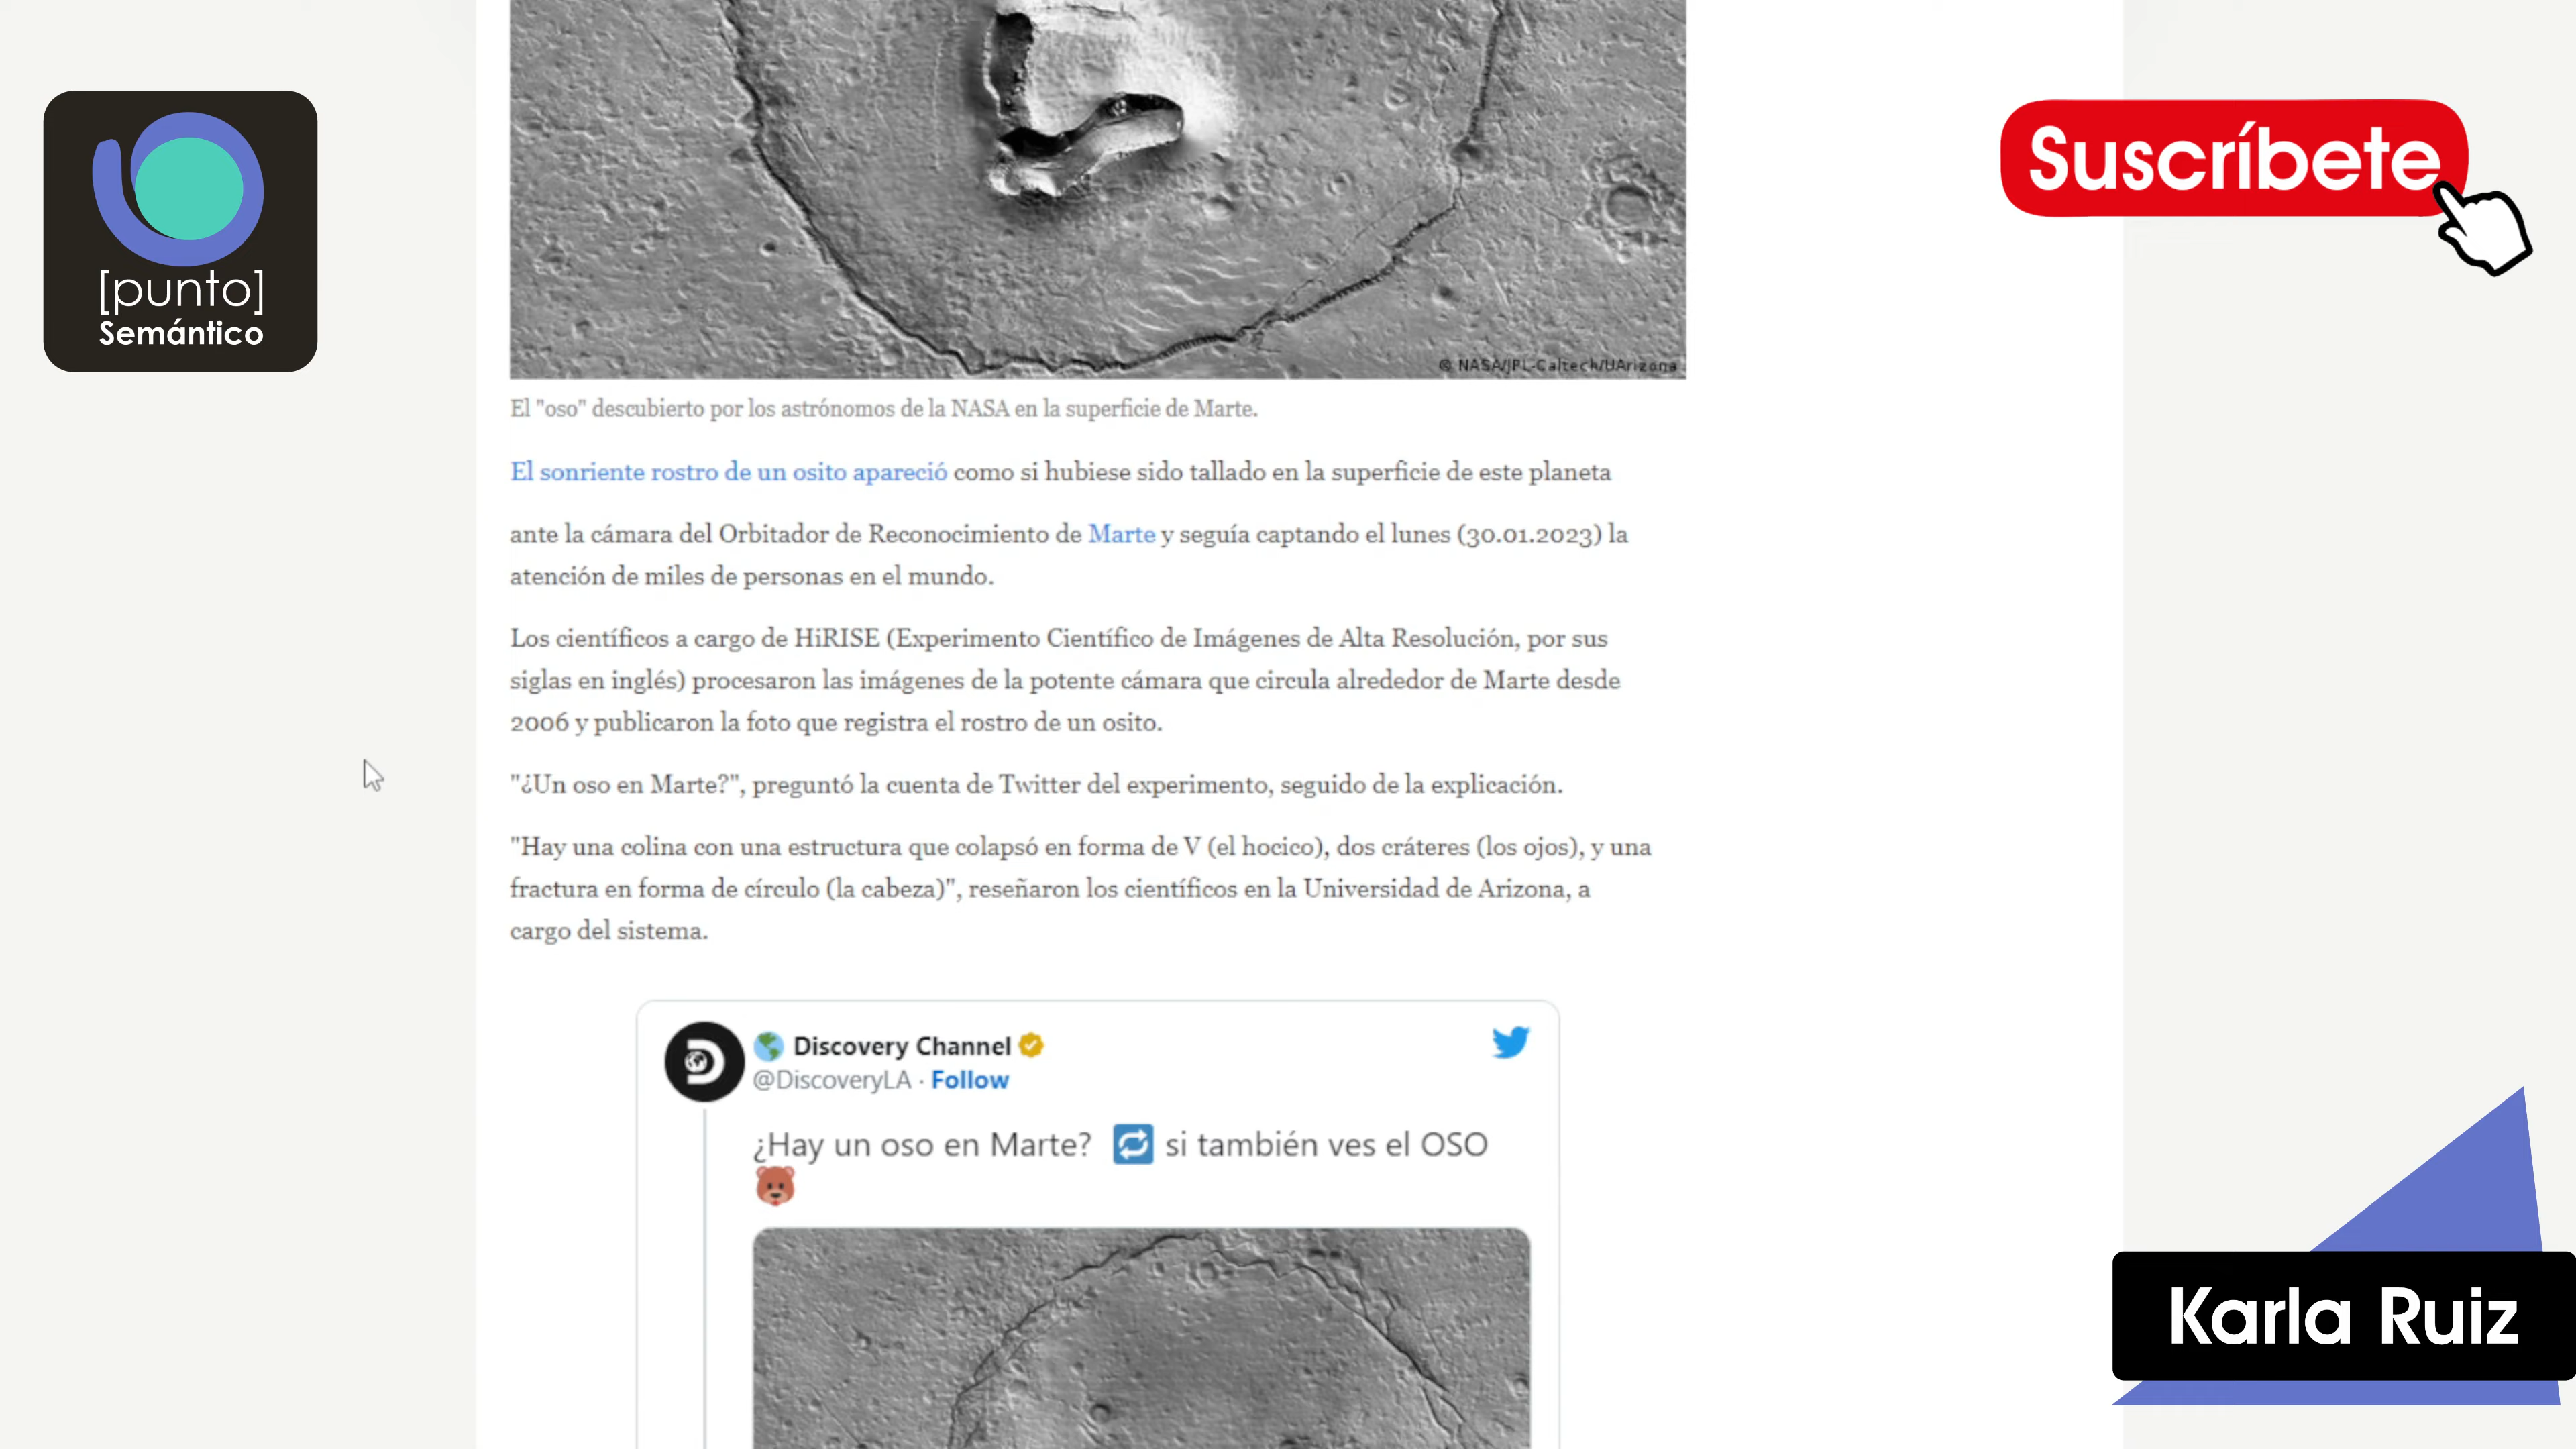 [punto]
Semántico
Suscríbete
© NASA/JPL-Caltech/UArizona
El "oso" descubierto por los astrónomos de la NASA en la superficie de Marte.
El sonriente rostro de un osito apareció como si hubiese sido tallado en la superficie de este planeta
ante la cámara del Orbitador de Reconocimiento de Marte y seguía captando el lunes (30.01.2023) la
atención de miles de personas en el mundo.
Los científicos a cargo de HiRISE (Experimento Científico de Imágenes de Alta Resolución, por sus
siglas en inglés) procesaron las imágenes de la potente cámara que circula alrededor de Marte desde
2006 y publicaron la foto que registra el rostro de un osito.
"¿Un oso en Marte?", preguntó la cuenta de Twitter del experimento, seguido de la explicación.
"Hay una colina con una estructura que colapsó en forma de V (el hocico), dos cráteres (los ojos), y una
fractura en forma de círculo (la cabeza)", reseñaron los científicos en la Universidad de Arizona, a
cargo del sistema.
Discovery Channel
@DiscoveryLA · Follow
¿Hay un oso en Marte? 🔁 si también ves el OSO
🐻
Karla Ruiz